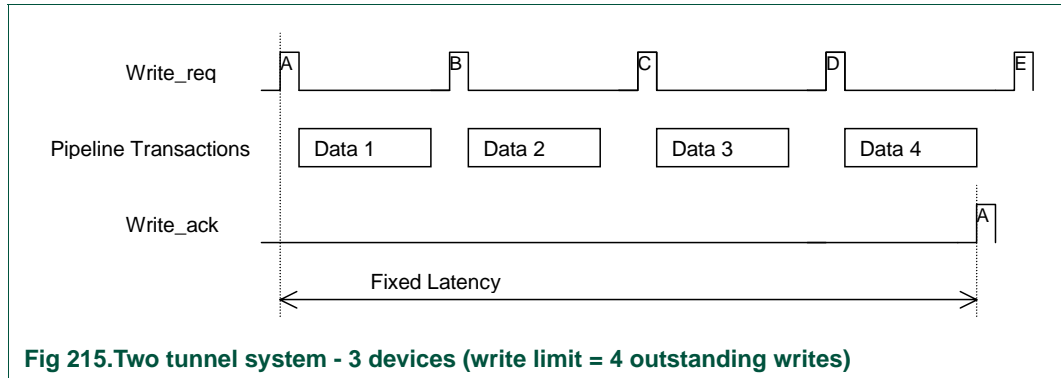 Write_req A B C D E
Pipeline Transactions Data 1 Data 2 Data 3 Data 4
Write_ack A
Fixed Latency
Fig 215.Two tunnel system - 3 devices (write limit = 4 outstanding writes)